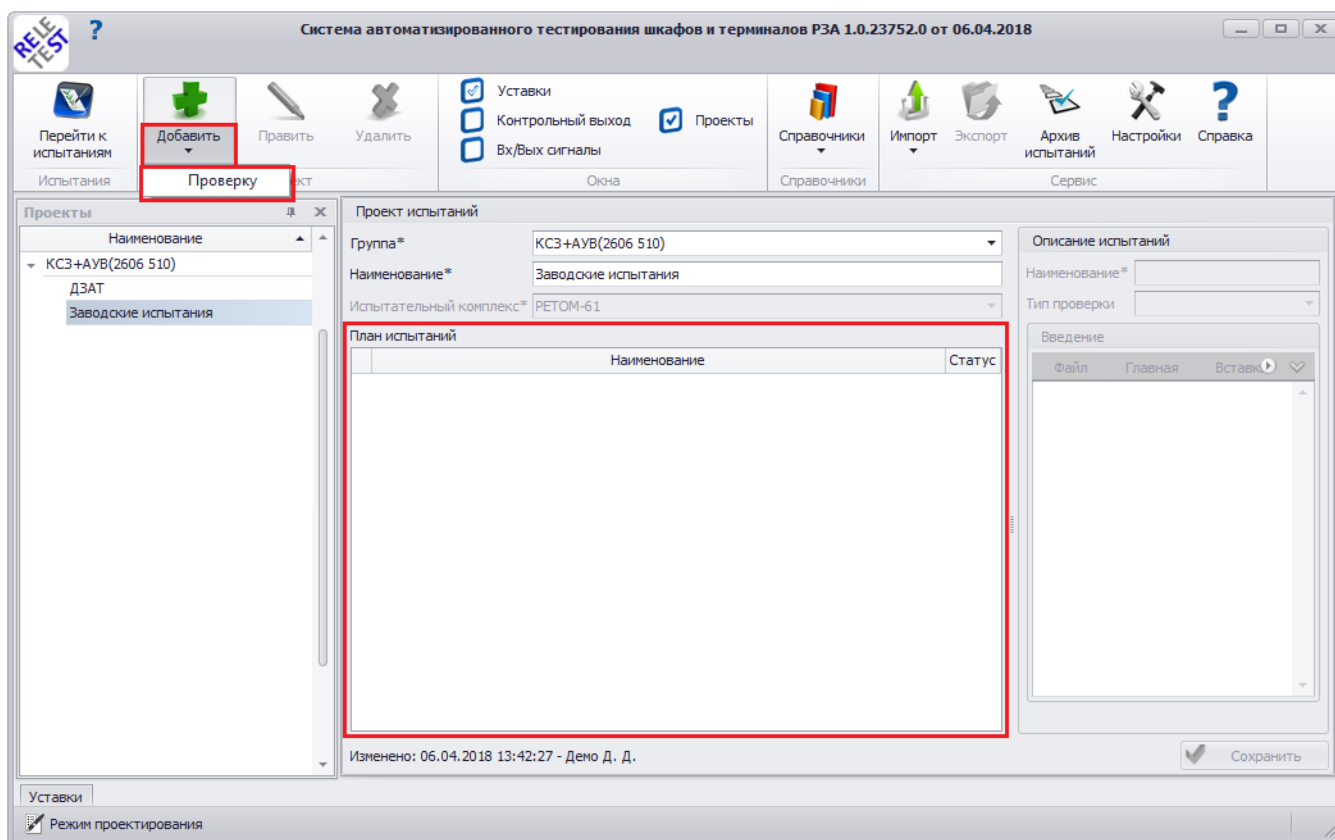 RELE TEST
?
Система автоматизированного тестирования шкафов и терминалов РЗА 1.0.23752.0 от 06.04.2018
Перейти к испытаниям
Добавить
Править
Удалить
Уставки
Контрольный выход
Вх/Вых сигналы
Проекты
Справочники
Импорт
Экспорт
Архив испытаний
Настройки
Справка
Испытания
Проверку
ект
Окна
Справочники
Сервис
Проекты
Наименование
КСЗ+АУВ(2606 510)
ДЗАТ
Заводские испытания
Проект испытаний
Группа*
КСЗ+АУВ(2606 510)
Наименование*
Заводские испытания
Испытательный комплекс*
РЕТОМ-61
План испытаний
Наименование
Статус
Описание испытаний
Наименование*
Тип проверки
Введение
Файл
Главная
Вставк
Изменено: 06.04.2018 13:42:27 - Демо Д. Д.
Сохранить
Уставки
Режим проектирования